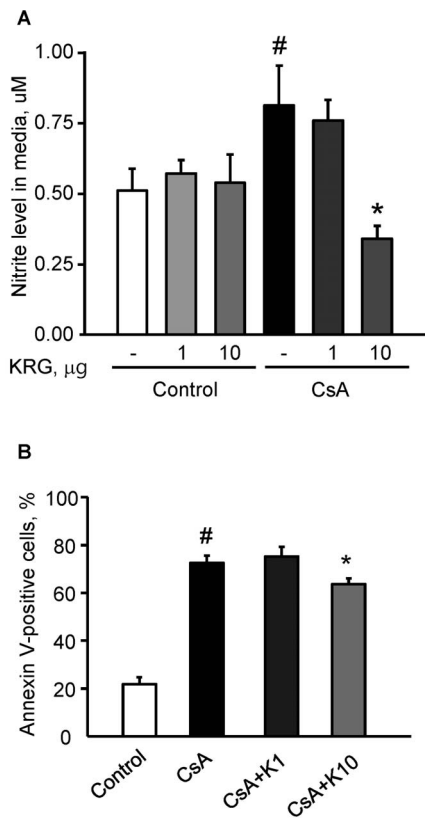 A
Nitrite level in media, uM
1.00
0.75
0.50
0.25
0.00
#
*
KRG, μg - 1 10 - 1 10
Control CsA
B
Annexin V-positive cells, %
100
80
60
40
20
0
#
*
Control CsA CsA+K1 CsA+K10